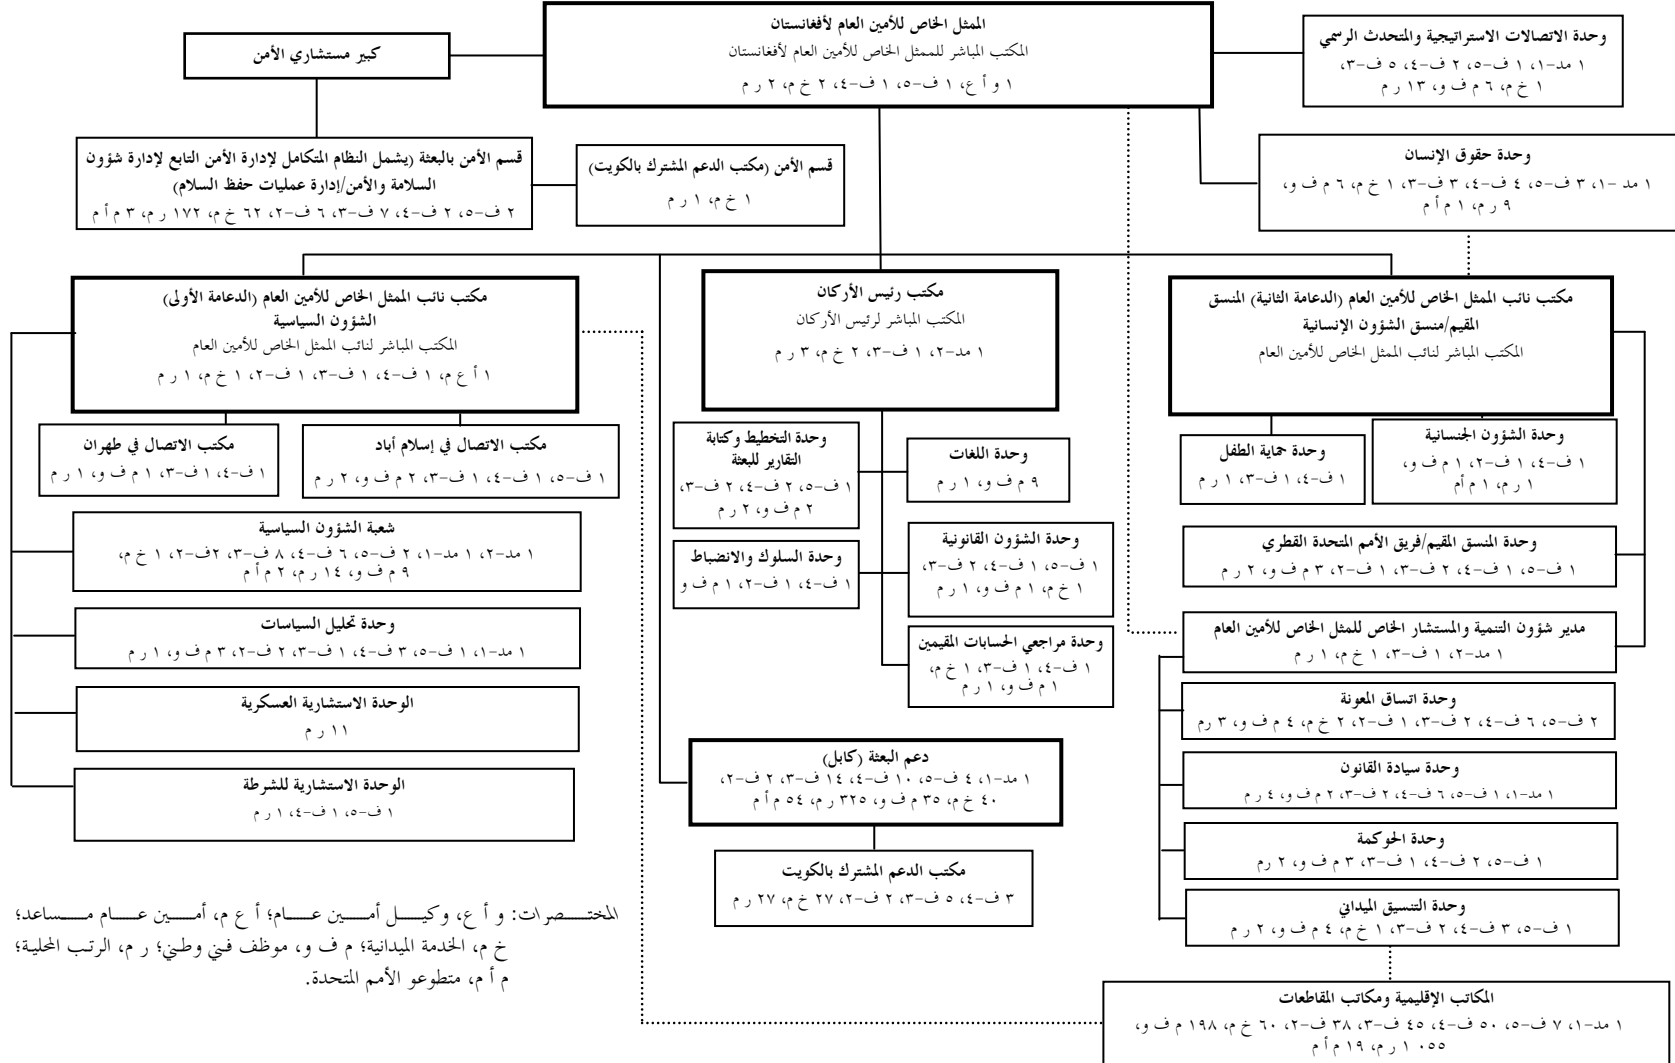 الممثل الخاص للأمين العام لأفغانستان
المكتب المباشر للممثل الخاص للأمين العام لأفغانستان
١ و أ ع، ١ ف-٥، ١ ف-٤، ٢ خ م، ٢ ر م
وحدة الاتصالات الاستراتيجية والمتحدث الرسمي
١ مد-١، ١ ف-٥، ٢ ف-٤، ٥ ف-٣،
١ خ م، ٦ م ف و، ١٣ ر م
كبير مستشاري الأمن
وحدة حقوق الإنسان
١ مد -١، ٣ ف-٥، ٤ ف-٤، ٣ ف-٣، ١ خ م، ٦ م ف و،
٩ ر م، ١ م أ م
قسم الأمن (مكتب الدعم المشترك بالكويت)
١ خ م، ١ ر م
قسم الأمن بالبعثة (يشمل النظام المتكامل لإدارة الأمن التابع لإدارة شؤون
السلامة والأمن/إدارة عمليات حفظ السلام)
٢ ف-٥، ٢ ف-٤، ٧ ف-٣، ٦ ف-٢، ٦٢ خ م، ١٧٢ ر م، ٣ م أ م
مكتب نائب الممثل الخاص للأمين العام (الدعامة الثانية) المنسق
المقيم/منسق الشؤون الإنسانية
المكتب المباشر لنائب الممثل الخاص للأمين العام
مكتب رئيس الأركان
المكتب المباشر لرئيس الأركان
١ مد-٢، ١ ف-٣، ٢ خ م، ٣ ر م
مكتب نائب الممثل الخاص للأمين العام (الدعامة الأولى)
الشؤون السياسية
المكتب المباشر لنائب الممثل الخاص للأمين العام
١ أ ع م، ١ ف-٤، ١ ف-٣، ١ ف-٢، ١ خ م، ١ ر م
وحدة الشؤون الجنسانية
١ ف-٤، ١ ف-٢، ١ م ف و،
١ ر م، ١ م أم
وحدة حماية الطفل
١ ف-٤، ١ ف-٣، ١ ر م
وحدة اللغات
٩ م ف و، ١ ر م
وحدة التخطيط وكتابة
التقارير للبعثة
١ ف-٥، ٢ ف-٤، ٢ ف-٣،
٢ م ف و، ٢ ر م
مكتب الاتصال في إسلام أباد
١ ف-٥، ١ ف-٤، ١ ف-٣، ٢ م ف و، ٢ ر م
مكتب الاتصال في طهران
١ ف-٤، ١ ف-٣، ١ م ف و، ١ ر م
وحدة المنسق المقيم/فريق الأمم المتحدة القطري
١ ف-٥، ١ ف-٤، ٢ ف-٣، ١ ف-٢، ٣ م ف و، ٢ ر م
وحدة الشؤون القانونية
١ ف-٥، ١ ف-٤، ٢ ف-٣،
١ خ م، ١ م ف و، ١ ر م
وحدة السلوك والانضباط
١ ف-٤، ١ ف-٢، ١ م ف و
شعبة الشؤون السياسية
١ مد-٢، ١ مد-١، ٢ ف-٥، ٦ ف-٤، ٨ ف-٣، ٢ف-٢، ١ خ م،
٩ م ف و، ١٤ ر م، ٢ م أ م
مدير شؤون التنمية والمستشار الخاص للمثل الخاص للأمين العام
١ مد-٢، ١ ف-٣، ١ خ م، ١ ر م
وحدة مراجعي الحسابات المقيمين
١ ف-٤، ١ ف-٣، ١ خ م،
١ م ف و، ١ ر م
وحدة تحليل السياسات
١ مد-١، ١ ف-٥، ٣ ف-٤، ١ ف-٣، ٢ ف-٢، ٣ م ف و، ١ ر م
وحدة اتساق المعونة
٢ ف-٥، ٦ ف-٤، ٢ ف-٣، ١ ف-٢، ٢ خ م، ٤ م ف و، ٣ رم
الوحدة الاستشارية العسكرية
١١ ر م
دعم البعثة (كابل)
١ مد-١، ٤ ف-٥، ١٠ ف-٤، ١٤ ف-٣، ٢ ف-٢،
٤٠ خ م، ٣٥ م ف و، ٣٢٥ ر م، ٥٤ م أ م
وحدة سيادة القانون
١ مد-١، ١ ف-٥، ٦ ف-٤، ٢ ف-٣، ٢ م ف و، ٤ ر م
الوحدة الاستشارية للشرطة
١ ف-٥، ١ ف-٤، ١ ر م
وحدة الحوكمة
١ ف-٥، ٢ ف-٤، ١ ف-٣، ٣ م ف و، ٢ رم
مكتب الدعم المشترك بالكويت
٣ ف-٤، ٥ ف-٣، ٢ ف-٢، ٢٧ خ م، ٢٧ ر م
وحدة التنسيق الميداني
١ ف-٥، ٣ ف-٤، ٢ ف-٣، ١ خ م، ٤ م ف و، ٢ ر م
المختصرات: و أ ع، وكيل أمين عام؛ أ ع م، أمين عام مساعد؛
خ م، الخدمة الميدانية؛ م ف و، موظف فني وطني؛ ر م، الرتب المحلية؛
م أ م، متطوعو الأمم المتحدة.
المكاتب الإقليمية ومكاتب المقاطعات
١ مد-١، ٧ ف-٥، ٥٠ ف-٤، ٤٥ ف-٣، ٣٨ ف-٢، ٦٠ خ م، ١٩٨ م ف و،
١ ٠٥٥ ر م، ١٩ م أ م